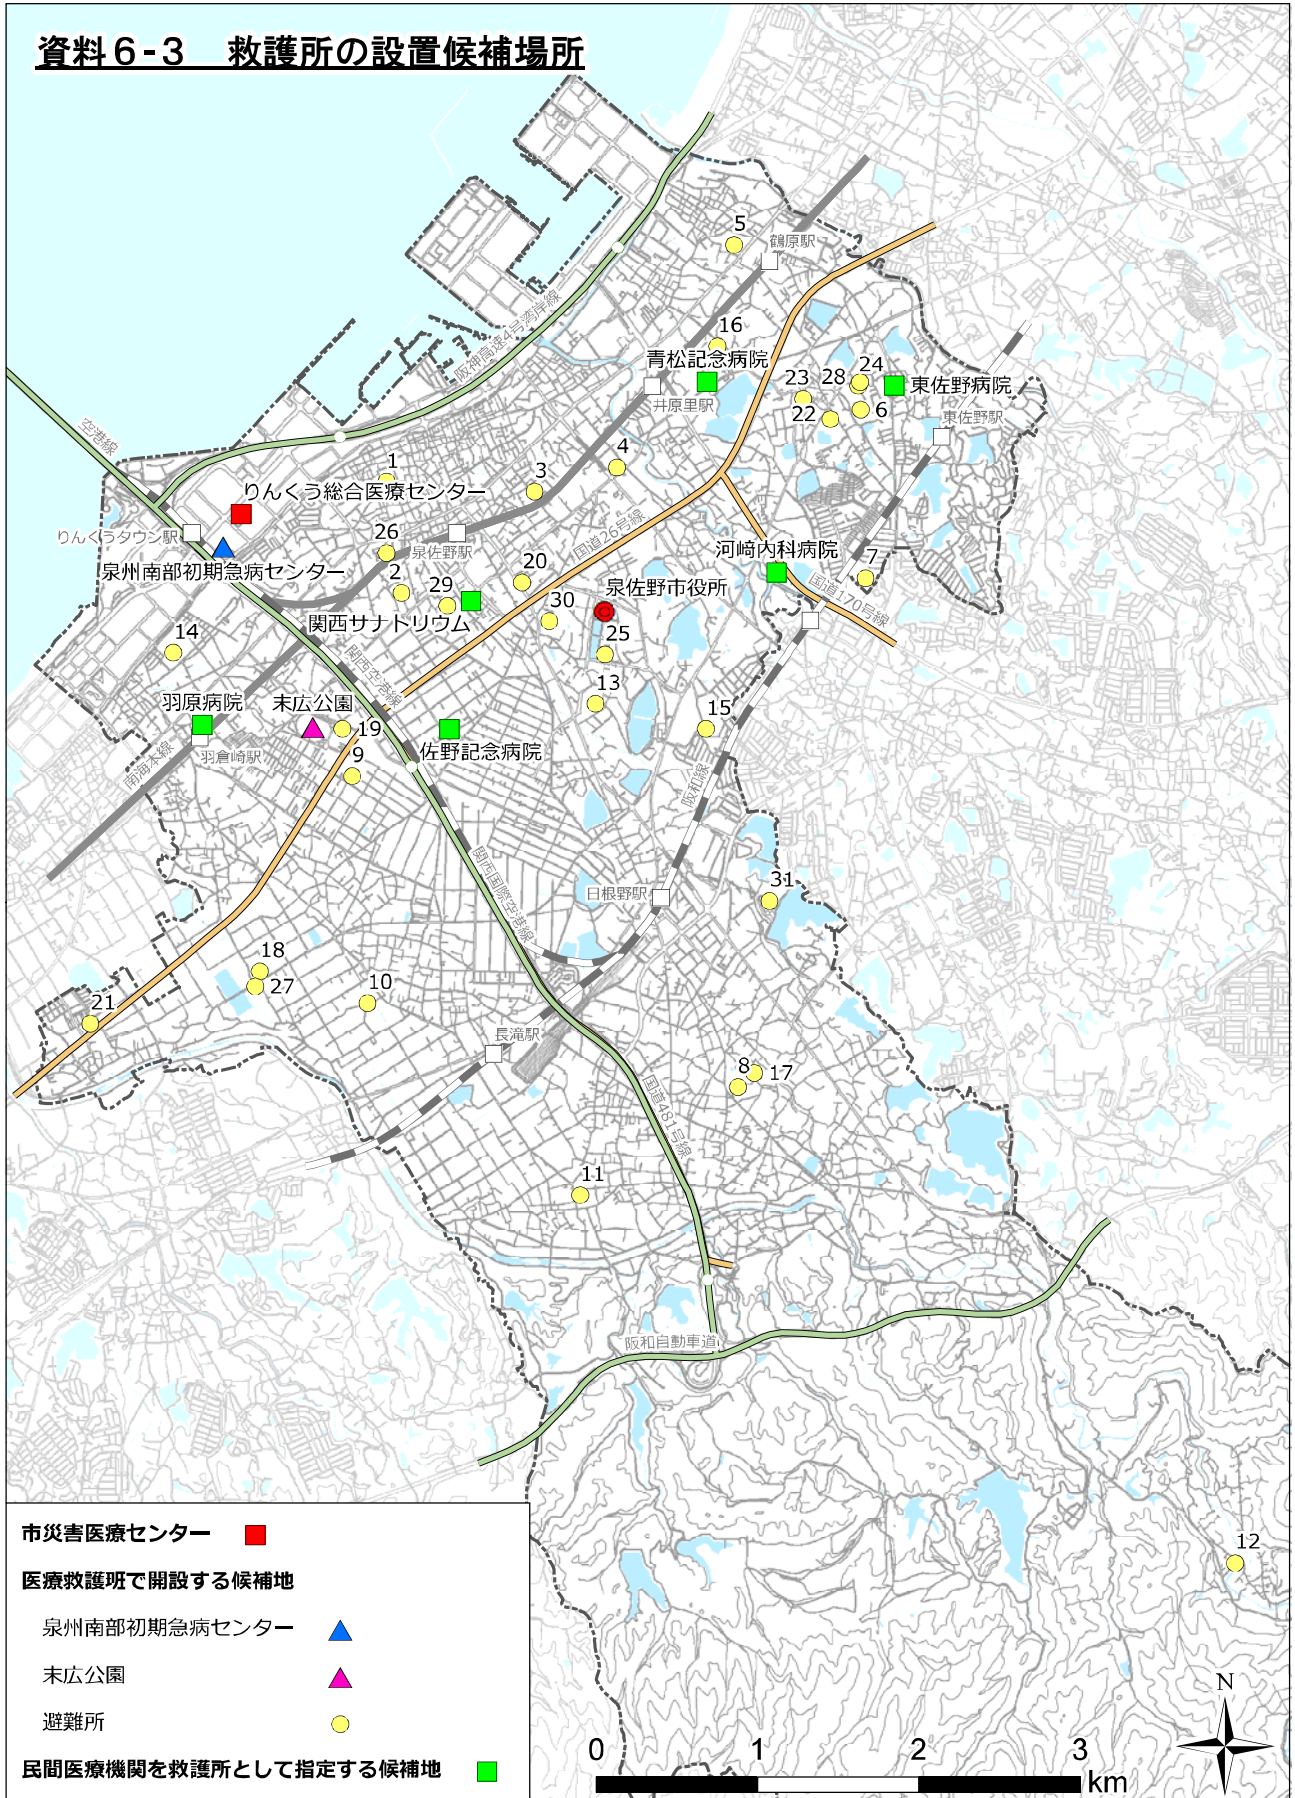 資料６-３　救護所の設置候補場所
5
鶴原駅
阪神高速4号湾岸線
16
青松記念病院
井原里駅
23
28
24
東佐野病院
22
6
東佐野駅
空港線
1
りんくう総合医療センター
3
4
りんくうタウン駅
26
泉佐野駅
国道26号線
河﨑内科病院
泉州南部初期急病センター
2
29
20
泉佐野市役所
7
国道170号線
関西サナトリウム
30
25
14
関西空港線
羽原病院
末広公園
13
19
15
佐野記念病院
羽倉崎駅
南海本線
9
阪和線
関西国際空港線
日根野駅
31
18
27
10
21
長滝駅
8
17
国道481号線
11
阪和自動車道
12
市災害医療センター
医療救護班で開設する候補地
泉州南部初期急病センター
末広公園
避難所
民間医療機関を救護所として指定する候補地
N
0
1
2
3
km